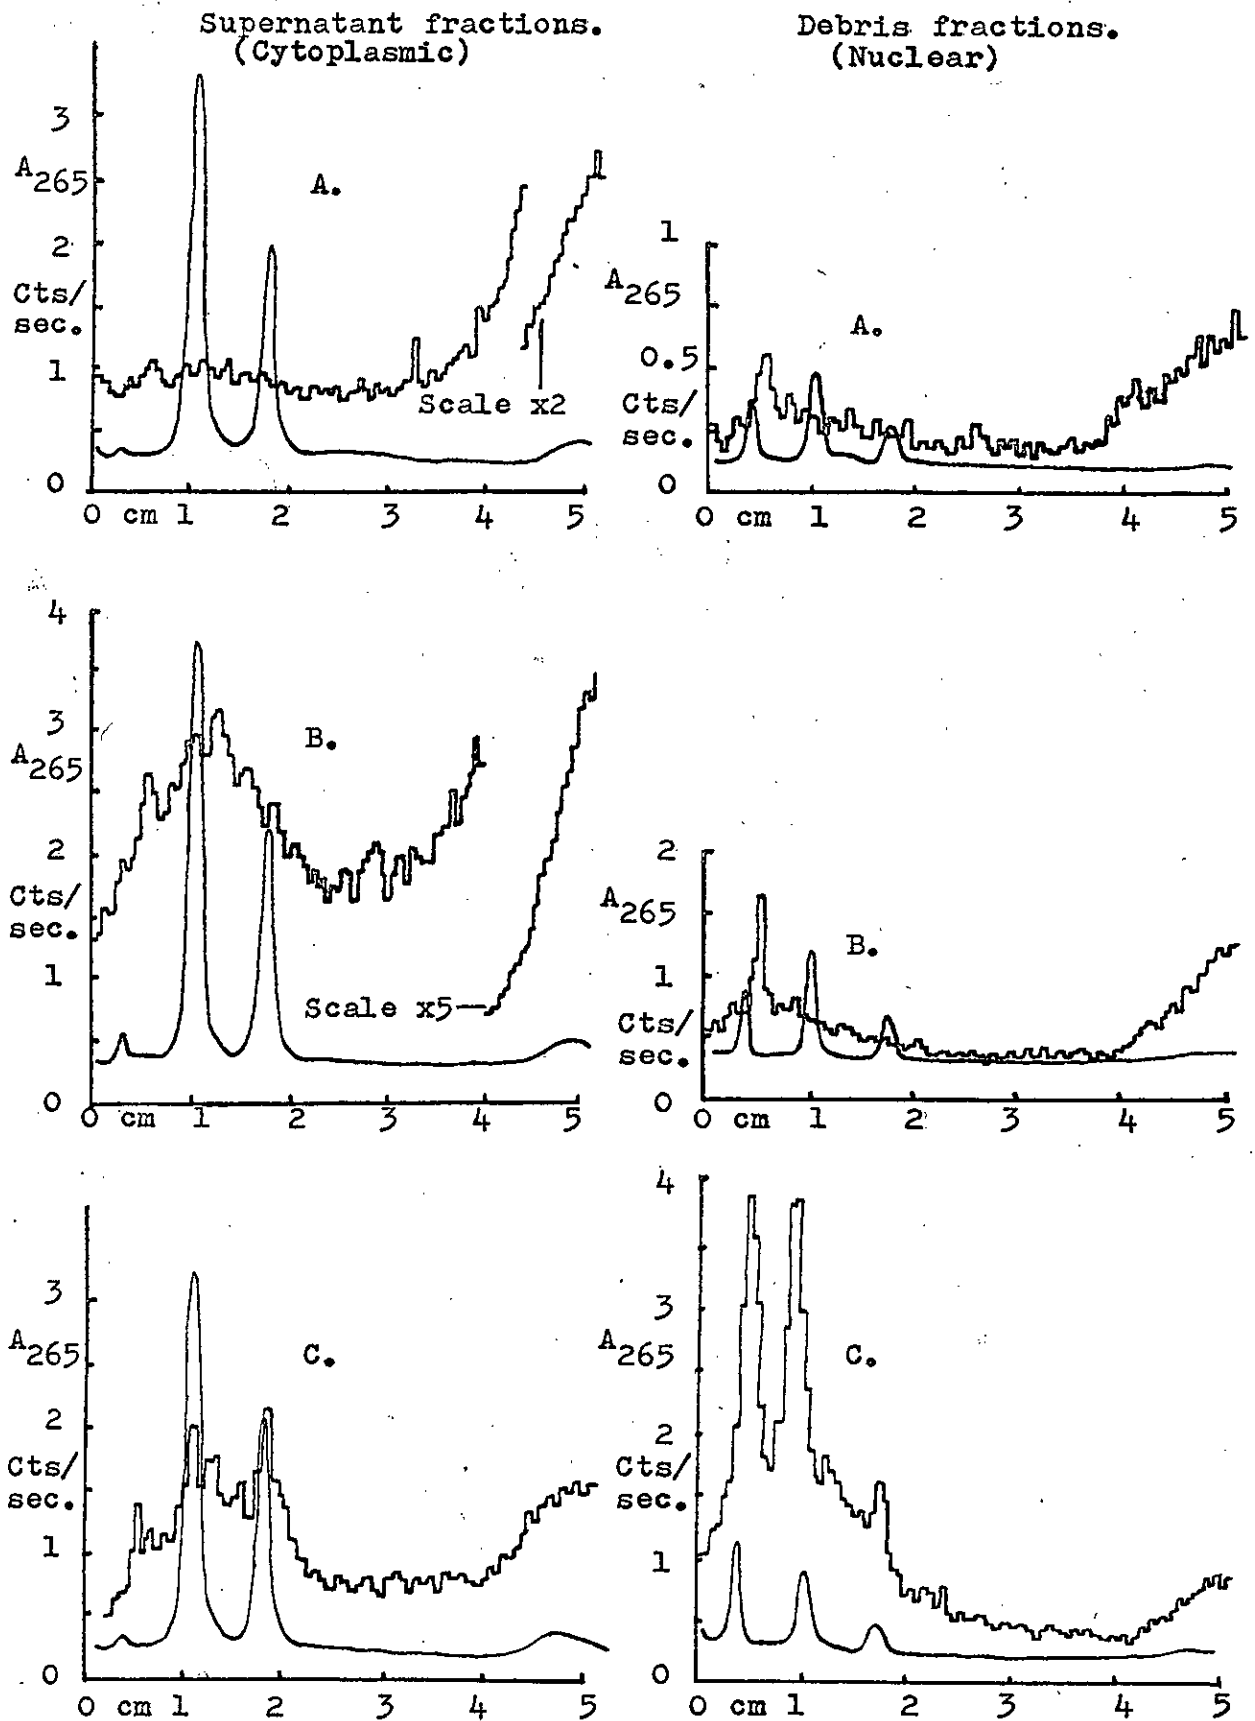 Supernatant fractions.
(Cytoplasmic)
Debris fractions.
(Nuclear)
3
A265
2
Cts/
sec.
1
0
A.
Scale x2
0 cm 1 2 3 4 5
1
A265
0.5
Cts/
sec.
0
A.
0 cm 1 2 3 4 5
4
3
A265
2
Cts/
sec.
1
0
B.
Scale x5
0 cm 1 2 3 4 5
2
A265
1
Cts/
sec.
0
B.
0 cm 1 2 3 4 5
3
A265
2
Cts/
sec.
1
0
C.
0 cm 1 2 3 4 5
4
3
A265
2
Cts/
sec.
1
0
C.
0 cm 1 2 3 4 5